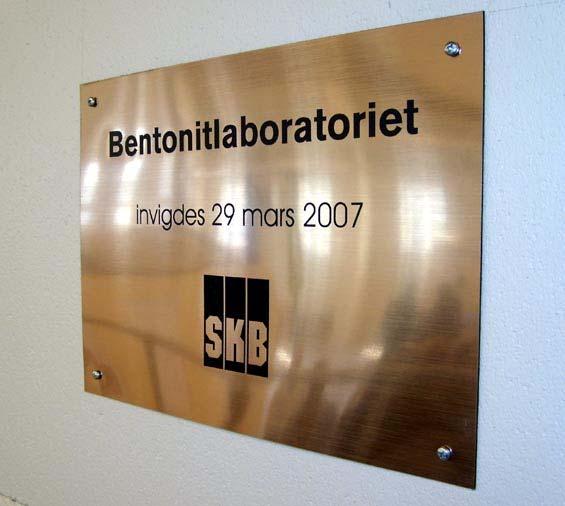 Bentonitlaboratoriet
invigdes 29 mars 2007
SKB